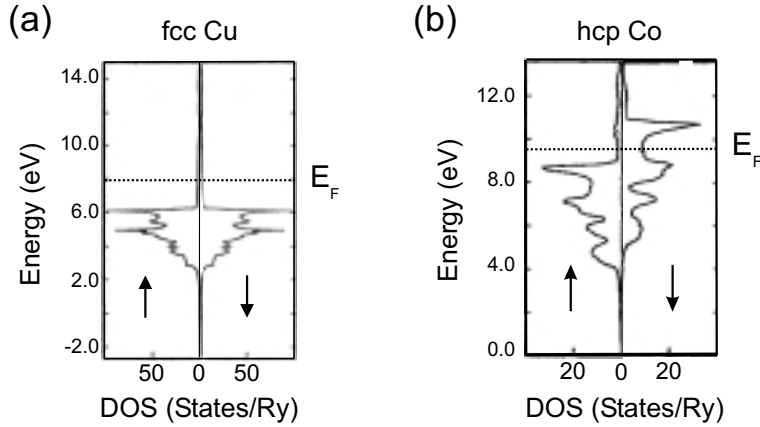 (a)
fcc Cu
14.0
10.0
6.0
2.0
-2.0
Energy (eV)
E_F
50 0 50
DOS (States/Ry)
(b)
hcp Co
12.0
8.0
4.0
0.0
Energy (eV)
E_F
20 0 20
DOS (States/Ry)